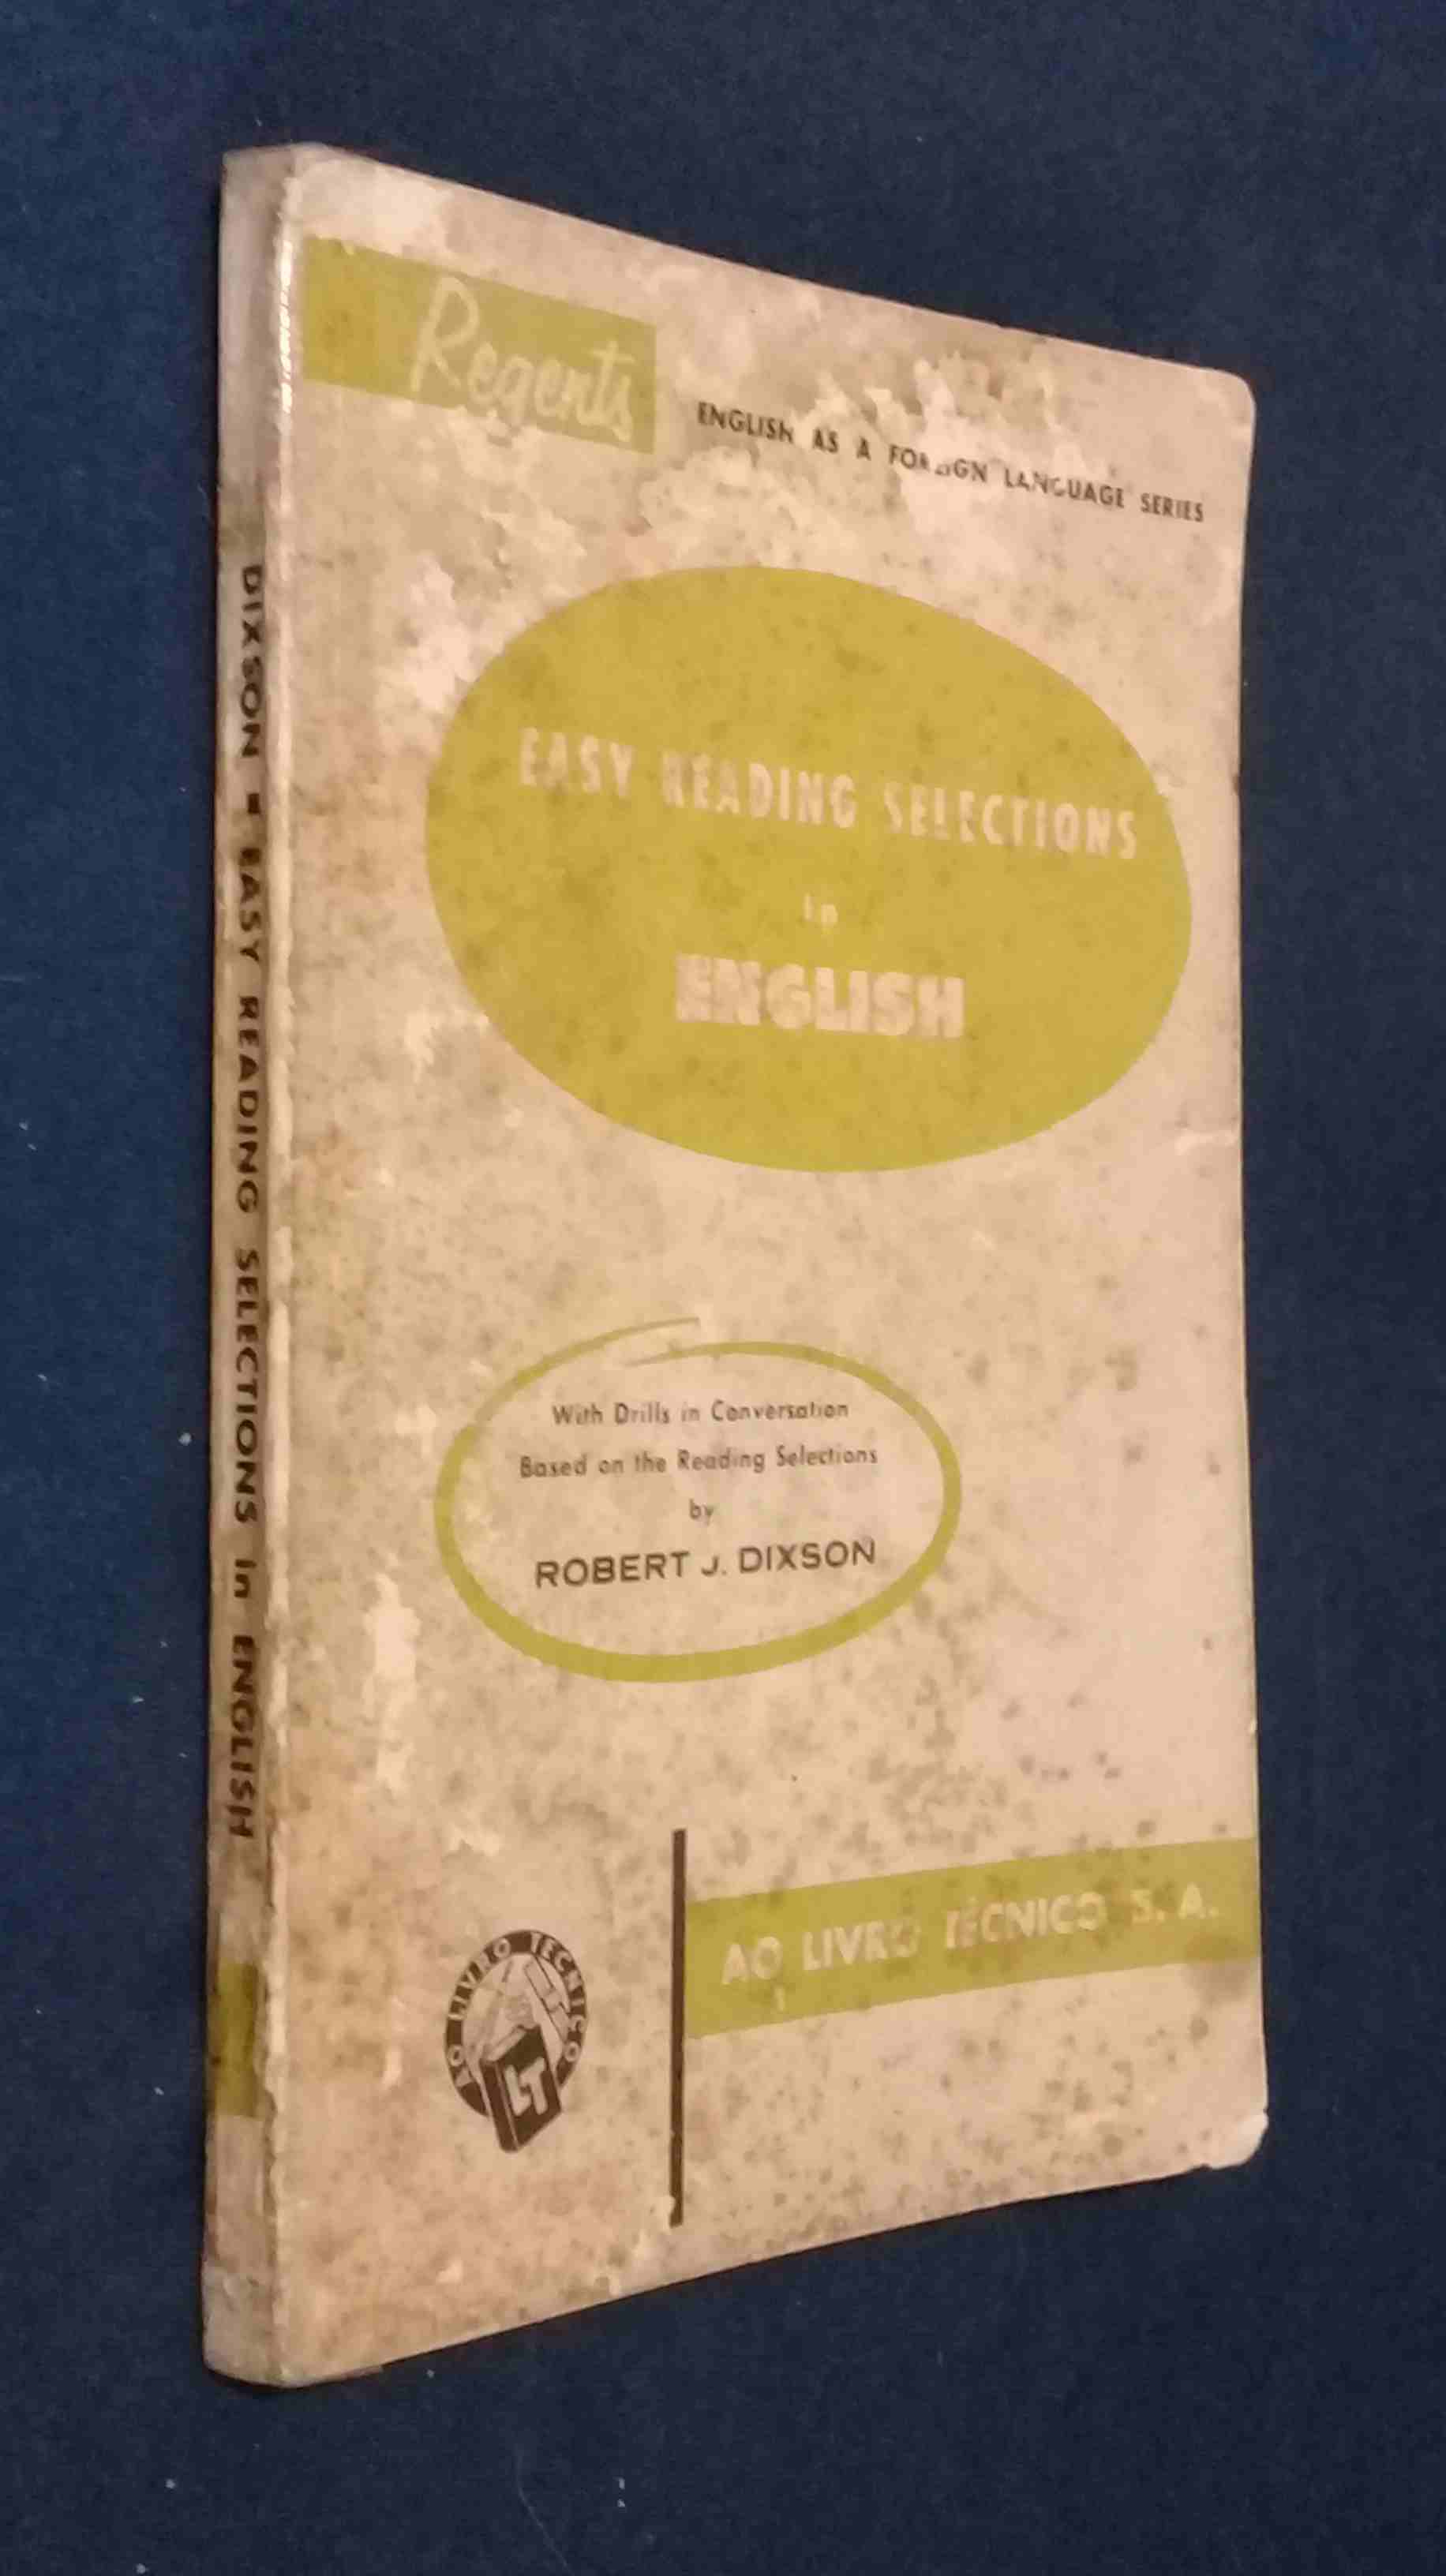 Regents
ENGLISH AS A FOREIGN LANGUAGE SERIES
EASY READING SELECTIONS
in
ENGLISH
With Drills in Conversation
Based on the Reading Selections
by
ROBERT J. DIXSON
AO LIVRO TÉCNICO S. A.
AO LIVRO TECNICO
LT
DIXSON - EASY READING SELECTIONS in ENGLISH